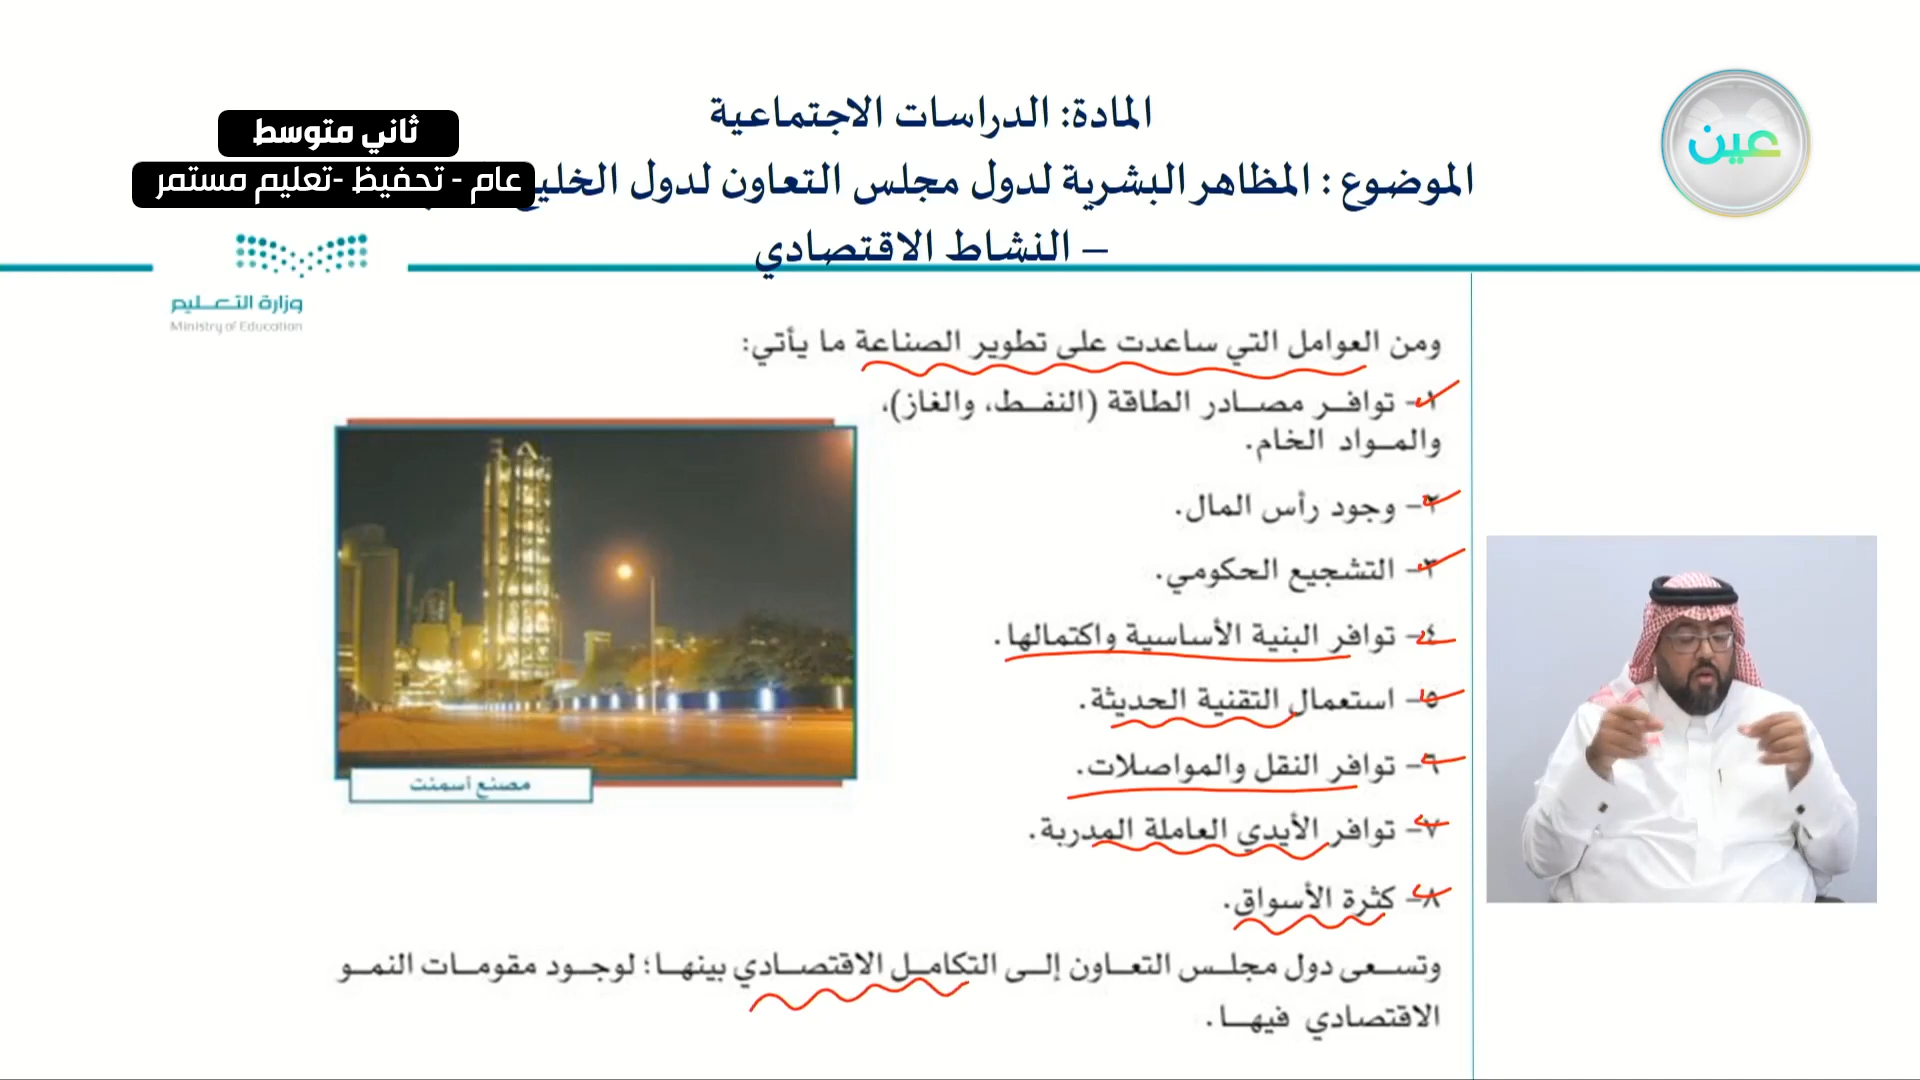 عين
المادة: الدراسات الاجتماعية
ثاني متوسط
الموضوع : المظاهر البشرية لدول مجلس التعاون لدول الخليج
عام - تحفيظ -تعليم مستمر
– النشاط الاقتصادي
وزارة التعليم
Ministry of Education
ومن العوامل التي ساعدت على تطوير الصناعة ما يأتي:
١- توافر مصادر الطاقة (النفط، والغاز)،
والمواد الخام.
٢- وجود رأس المال.
٣- التشجيع الحكومي.
٤- توافر البنية الأساسية واكتمالها.
٥- استعمال التقنية الحديثة.
٦- توافر النقل والمواصلات.
٧- توافر الأيدي العاملة المدربة.
٨- كثرة الأسواق.
مصنع أسمنت
وتسعى دول مجلس التعاون إلى التكامل الاقتصادي بينها؛ لوجود مقومات النمو
الاقتصادي فيها.